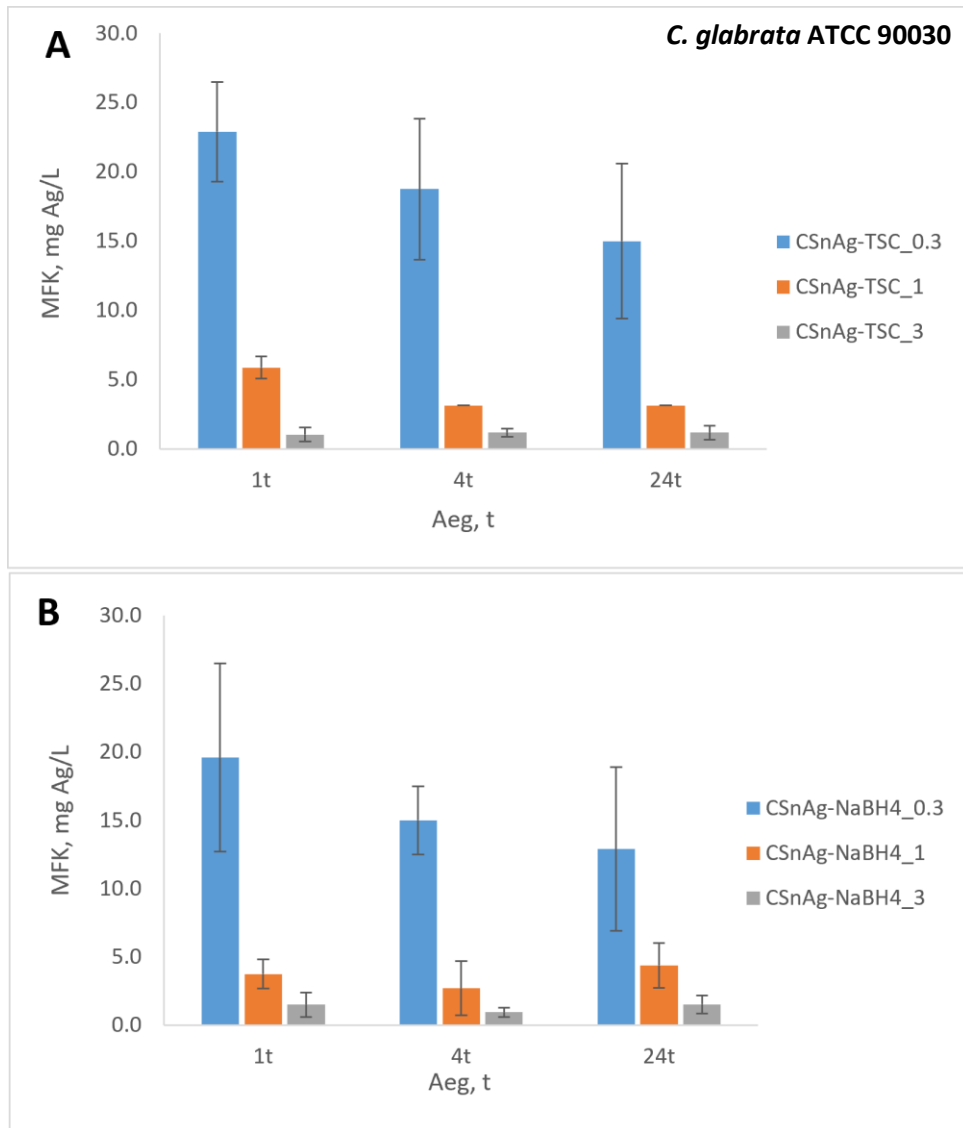 A
C. glabrata ATCC 90030
30.0
25.0
20.0
15.0
10.0
5.0
0.0
MFK, mg Ag/L
1t
4t
24t
Aeg, t
CSnAg-TSC_0.3
CSnAg-TSC_1
CSnAg-TSC_3
B
30.0
25.0
20.0
15.0
10.0
5.0
0.0
MFK, mg Ag/L
1t
4t
24t
Aeg, t
CSnAg-NaBH4_0.3
CSnAg-NaBH4_1
CSnAg-NaBH4_3